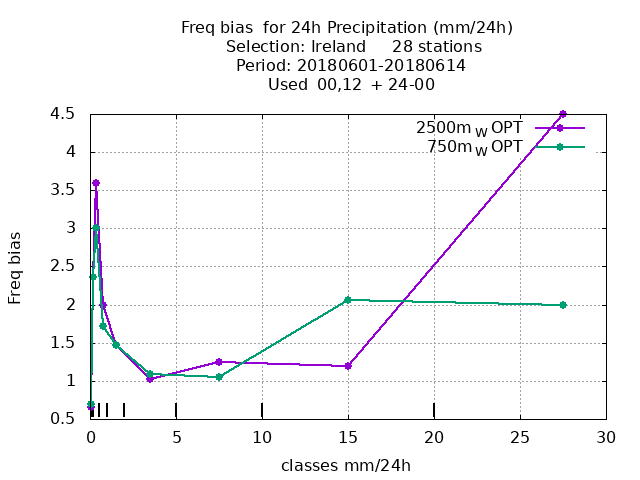 Freq bias  for 24h Precipitation (mm/24h)
Selection: Ireland     28 stations
Period: 20180601-20180614
Used  00,12  + 24-00
2500m W OPT
750m W OPT
4.5
4
3.5
3
2.5
2
1.5
1
0.5
Freq bias
0 5 10 15 20 25 30
classes mm/24h